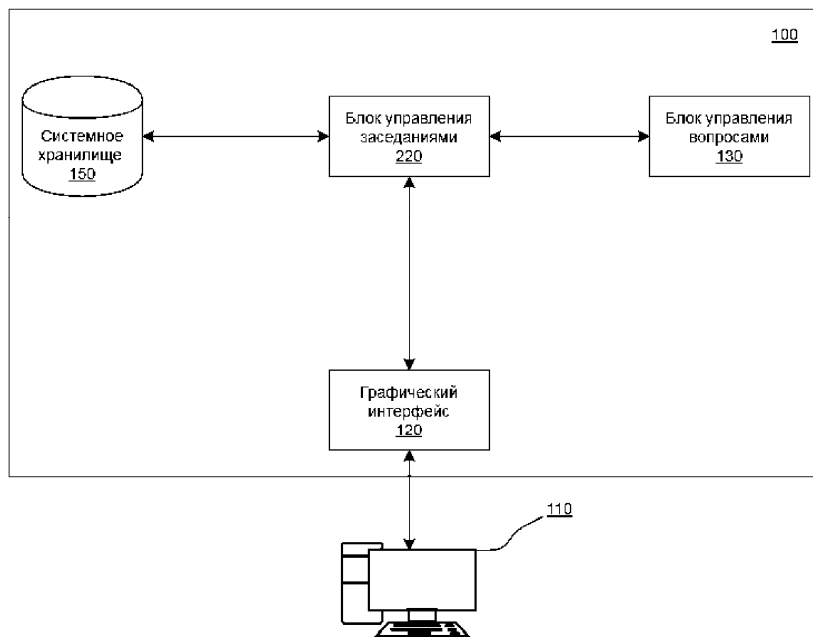 100
Системное
хранилище
150
Блок управления
заседаниями
220
Блок управления
вопросами
130
Графический
интерфейс
120
110